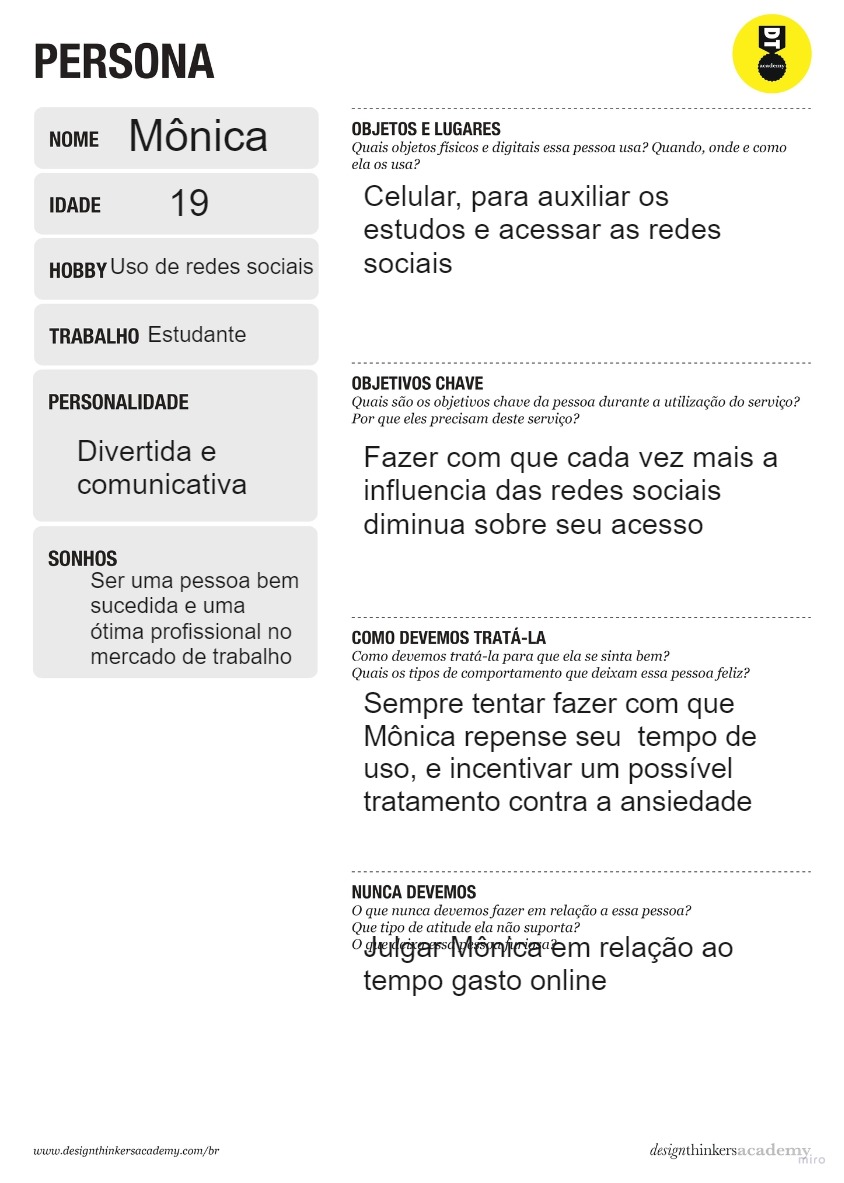 PERSONA
DT
academy
NOME Mônica
IDADE 19
HOBBY Uso de redes sociais
TRABALHO Estudante
PERSONALIDADE
Divertida e
comunicativa
SONHOS
Ser uma pessoa bem
sucedida e uma
ótima profissional no
mercado de trabalho
OBJETOS E LUGARES
Quais objetos físicos e digitais essa pessoa usa? Quando, onde e como
ela os usa?
Celular, para auxiliar os
estudos e acessar as redes
sociais
OBJETIVOS CHAVE
Quais são os objetivos chave da pessoa durante a utilização do serviço?
Por que eles precisam deste serviço?
Fazer com que cada vez mais a
influencia das redes sociais
diminua sobre seu acesso
COMO DEVEMOS TRATÁ-LA
Como devemos tratá-la para que ela se sinta bem?
Quais os tipos de comportamento que deixam essa pessoa feliz?
Sempre tentar fazer com que
Mônica repense seu  tempo de
uso, e incentivar um possível
tratamento contra a ansiedade
NUNCA DEVEMOS
O que nunca devemos fazer em relação a essa pessoa?
Que tipo de atitude ela não suporta?
O que deixa essa pessoa furiosa?
Julgar Mônica em relação ao
tempo gasto online
www.designthinkersacademy.com/br
designthinkersacademy
miro